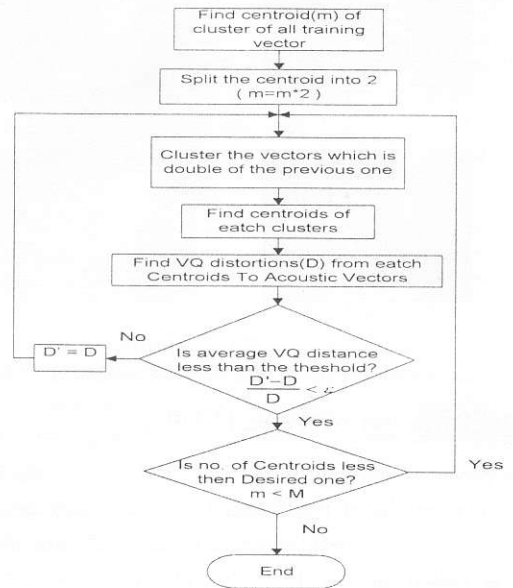 Find centroid(m) of
cluster of all training
vector
Split the centroid into 2
( m=m*2 )
Cluster the vectors which is
double of the previous one
Find centroids of
eatch clusters
Find VQ distortions(D) from eatch
Centroids To Acoustic Vectors
No
D' = D
Is average VQ distance
less than the theshold?
D'-D
D
< ε
Yes
Is no. of Centroids less
then Desired one?
m < M
Yes
No
End